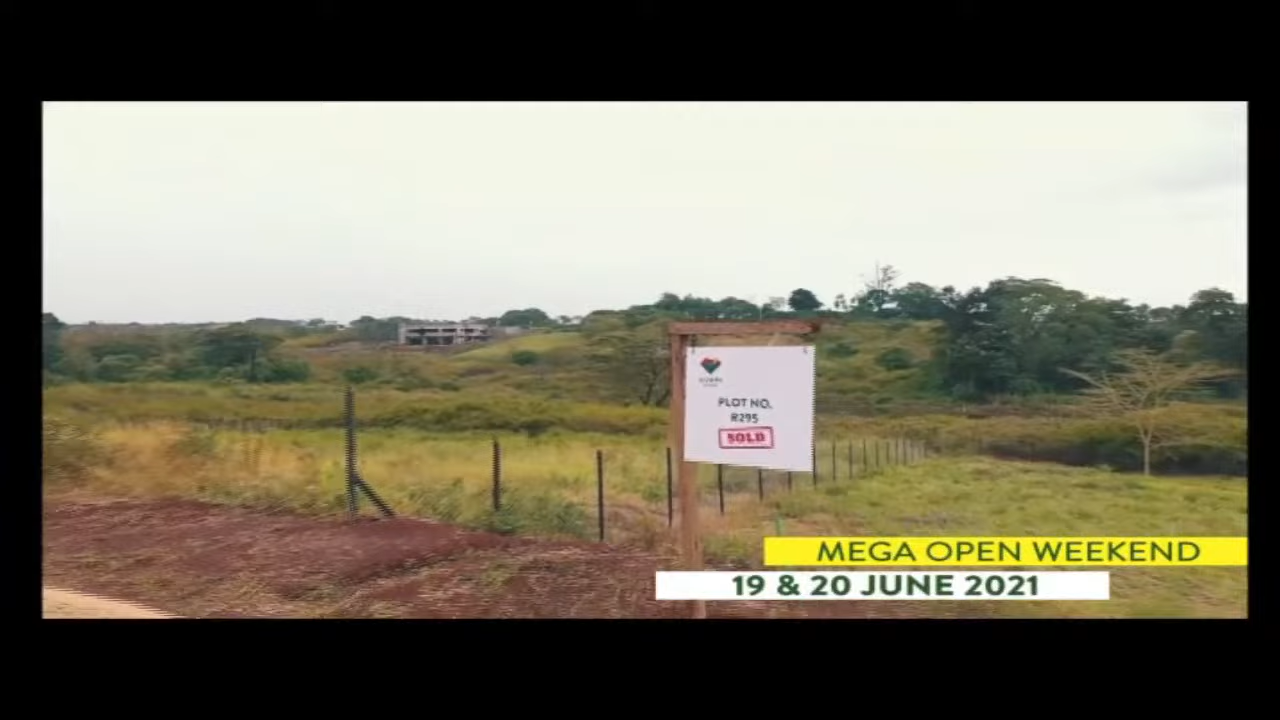 PLOT NO.
R295
SOLD
MEGA OPEN WEEKEND
19 & 20 JUNE 2021